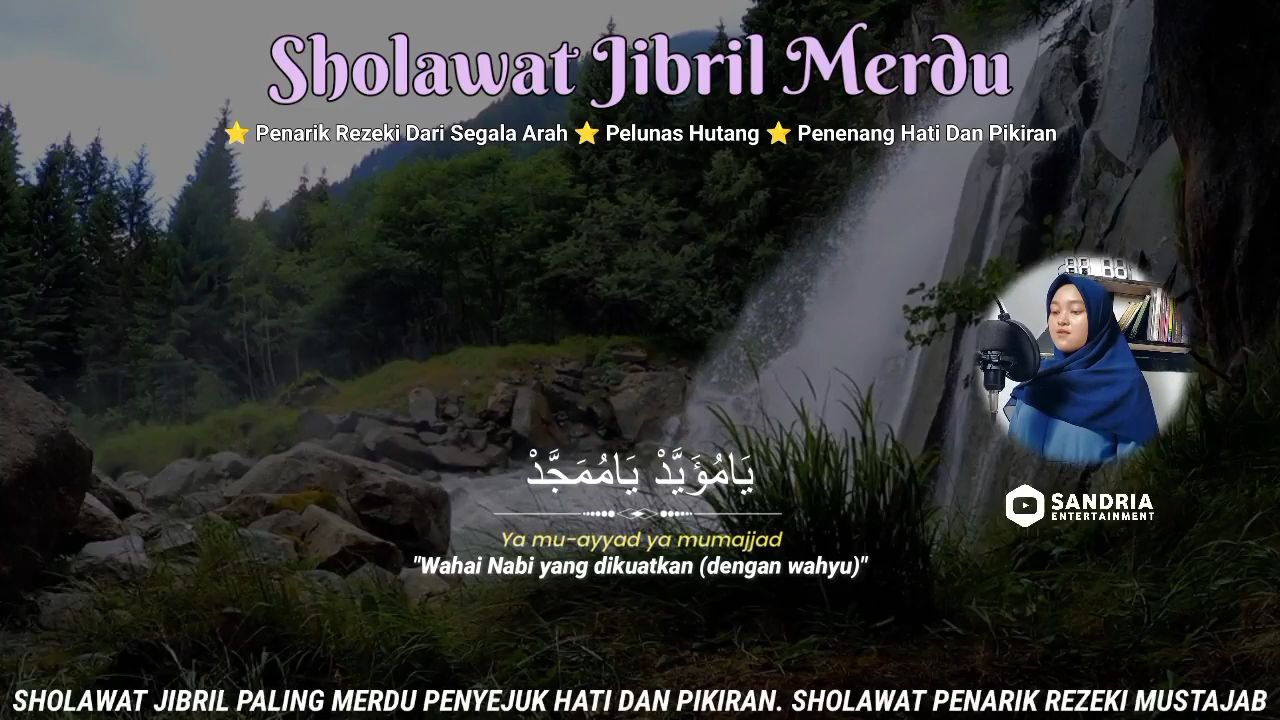 Sholawat Jibril Merdu
⭐ Penarik Rezeki Dari Segala Arah ⭐ Pelunas Hutang ⭐ Penenang Hati Dan Pikiran
يَامُؤَيَّدْ يَامُمَجَّدْ
Ya mu-ayyad ya mumajjad
"Wahai Nabi yang dikuatkan (dengan wahyu)"
SANDRIA
ENTERTAINMENT
SHOLAWAT JIBRIL PALING MERDU PENYEJUK HATI DAN PIKIRAN. SHOLAWAT PENARIK REZEKI MUSTAJAB